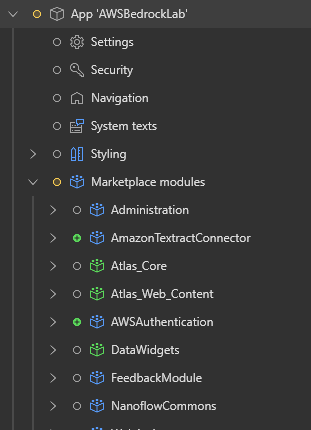 App 'AWSBedrockLab'
Settings
Security
Navigation
System texts
Styling
Marketplace modules
Administration
AmazonTextractConnector
Atlas_Core
Atlas_Web_Content
AWSAuthentication
DataWidgets
FeedbackModule
NanoflowCommons